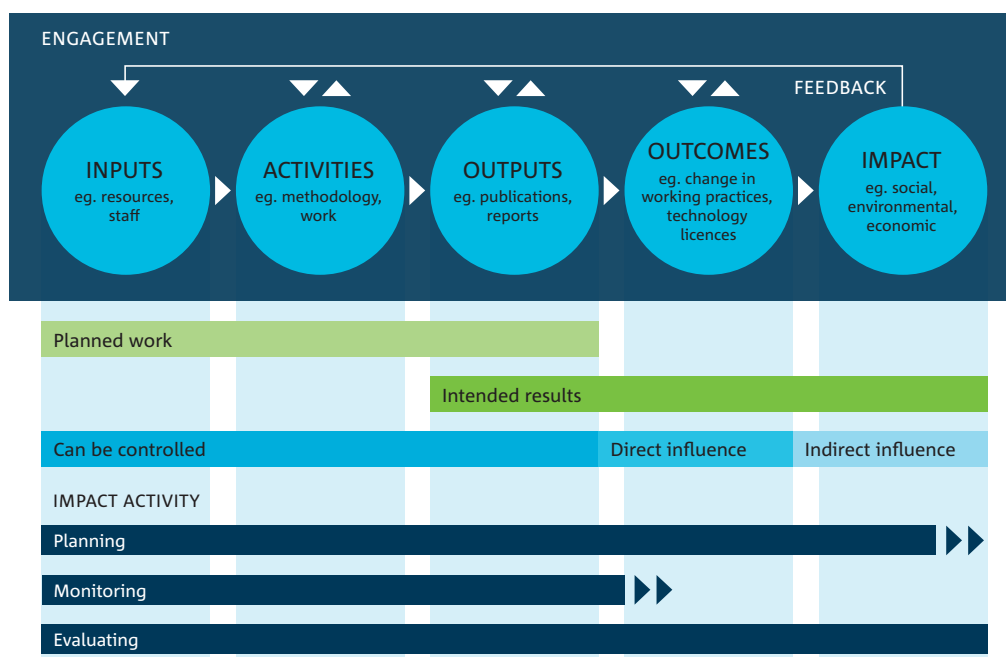 ENGAGEMENT
FEEDBACK
INPUTS
eg. resources,
staff
ACTIVITIES
eg. methodology,
work
OUTPUTS
eg. publications,
reports
OUTCOMES
eg. change in
working practices,
technology
licences
IMPACT
eg. social,
environmental,
economic
Planned work
Intended results
Can be controlled
Direct influence
Indirect influence
IMPACT ACTIVITY
Planning
Monitoring
Evaluating